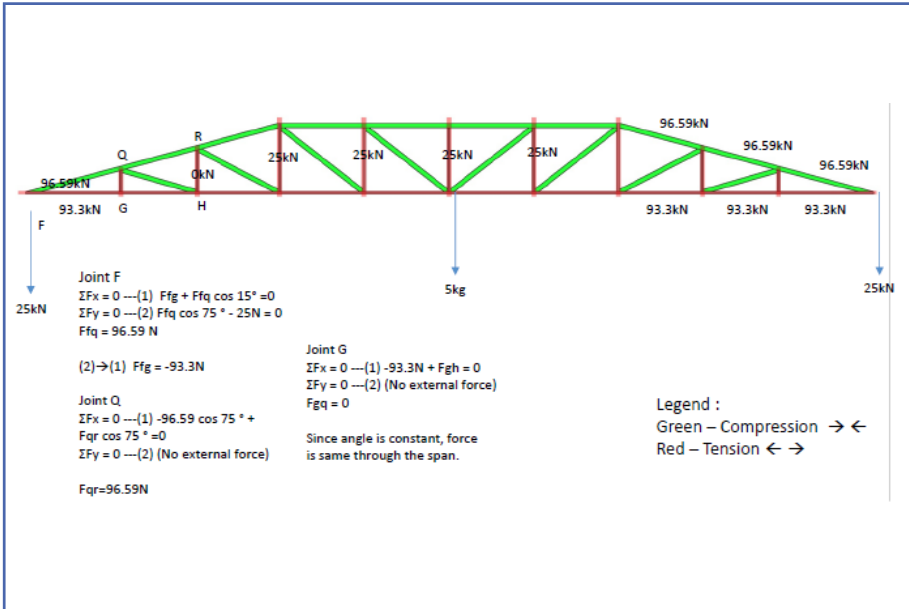 96.59kN
R
96.59kN
Q
25kN
25kN
25kN
25kN
0kN
96.59kN
96.59kN
93.3kN
G
H
93.3kN
93.3kN
93.3kN
F
25kN
5kg
25kN
Joint F
ΣFx = 0 ---(1) Ffg + Ffq cos 15° =0
ΣFy = 0 ---(2) Ffq cos 75 ° - 25N = 0
Ffq = 96.59 N
(2)→(1) Ffg = -93.3N
Joint Q
ΣFx = 0 ---(1) -96.59 cos 75 ° +
Fqr cos 75 ° =0
ΣFy = 0 ---(2) (No external force)
Fqr=96.59N
Joint G
ΣFx = 0 ---(1) -93.3N + Fgh = 0
ΣFy = 0 ---(2) (No external force)
Fgq = 0
Since angle is constant, force
is same through the span.
Legend :
Green – Compression → ←
Red – Tension ← →